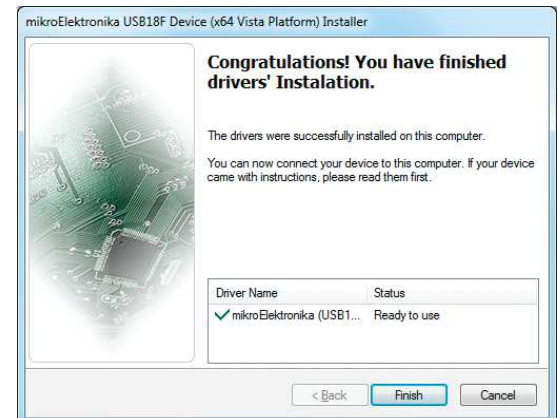 mikroElektronika USB18F Device (x64 Vista Platform) Installer
Congratulations! You have finished
drivers' Instalation.
The drivers were successfully installed on this computer.
You can now connect your device to this computer. If your device
came with instructions, please read them first.
Driver Name Status
mikroElektronika (USB1... Ready to use
< Back Finish Cancel